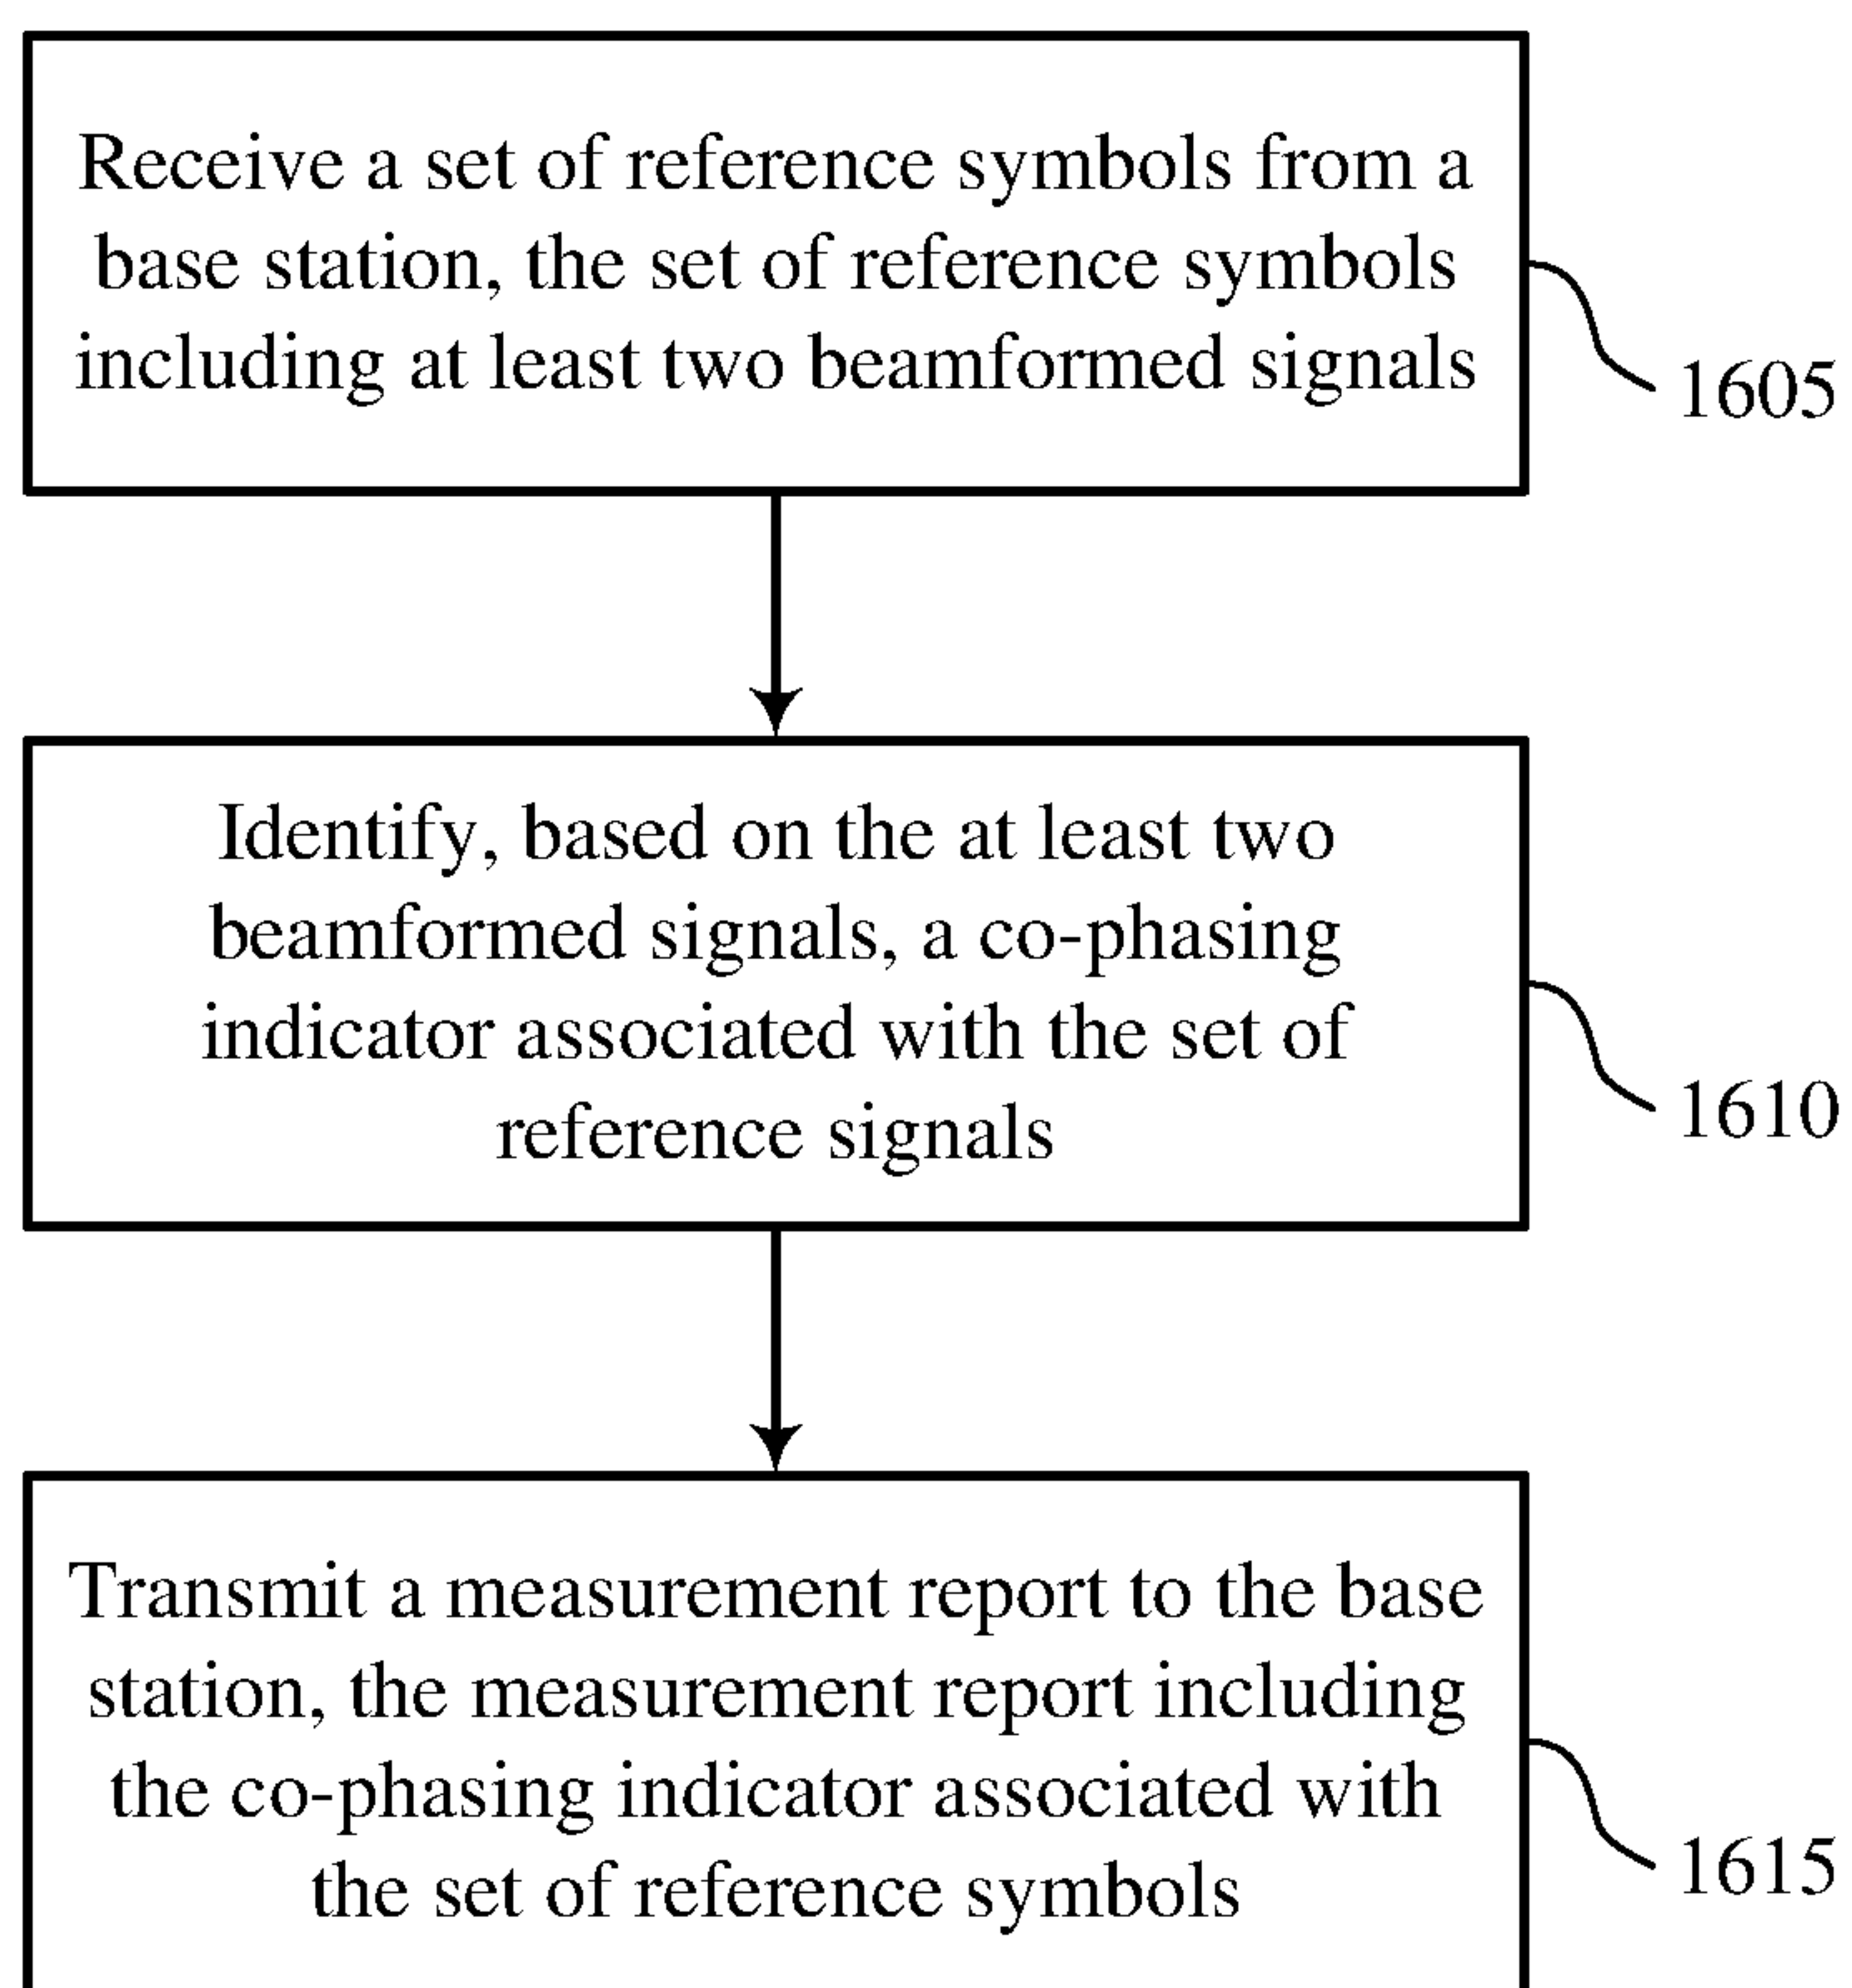 Receive a set of reference symbols from a
base station, the set of reference symbols
including at least two beamformed signals
1605
Identify, based on the at least two
beamformed signals, a co-phasing
indicator associated with the set of
reference signals
1610
Transmit a measurement report to the base
station, the measurement report including
the co-phasing indicator associated with
the set of reference symbols
1615